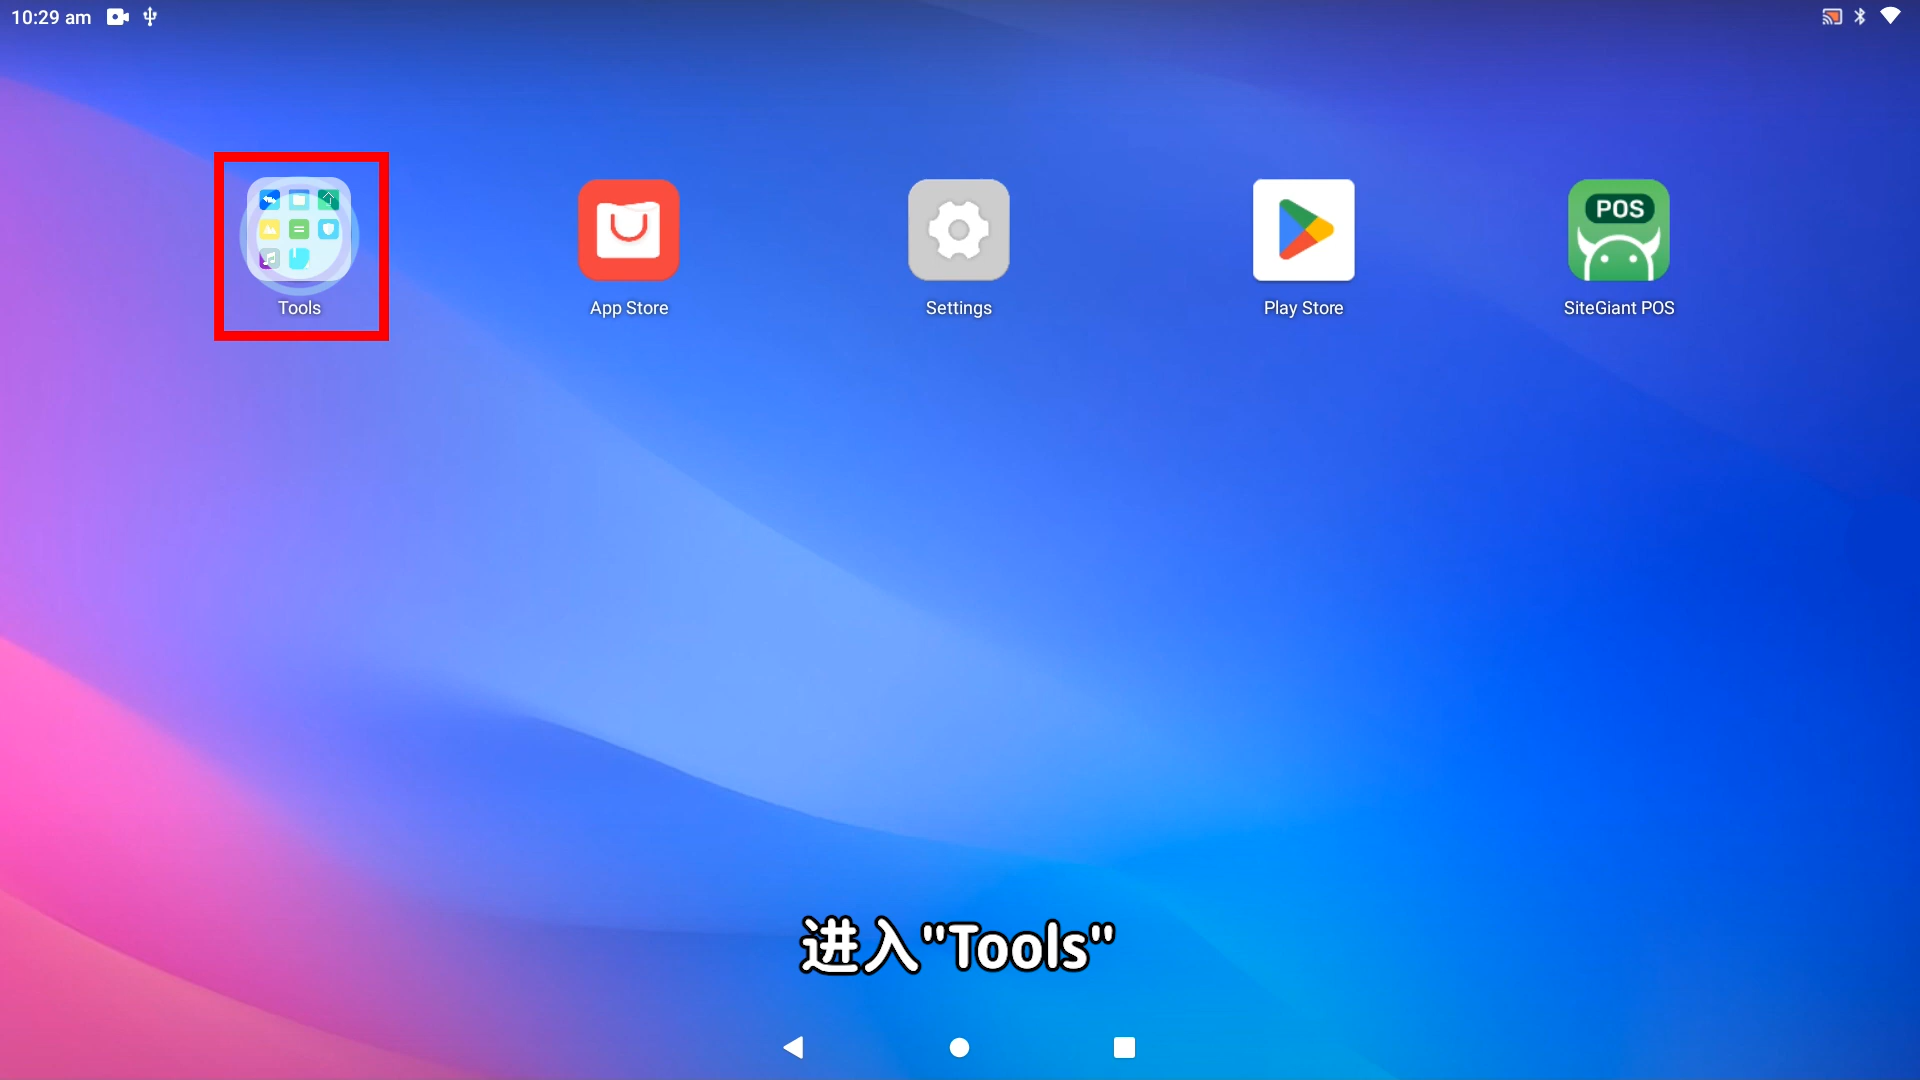 10:29 am
POS
Tools
App Store
Settings
Play Store
SiteGiant POS
进入"Tools"